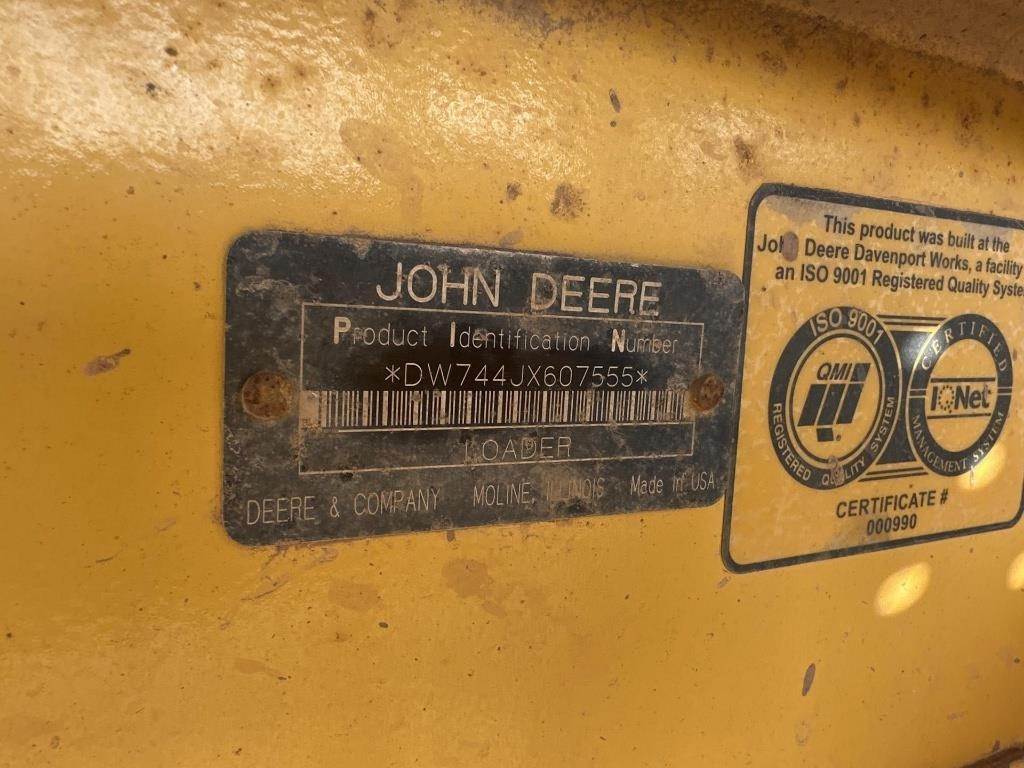 JOHN DEERE
Product Identification Number
*DW744JX607555*
LOADER
DEERE & COMPANY MOLINE, ILLINOIS Made in USA
This product was built at the
John Deere Davenport Works, a facility
an ISO 9001 Registered Quality Syste
ISO 9001
QMI
REGISTERED QUALITY SYSTEM
CERTIFIED
IQNet
MANAGEMENT SYSTEM
CERTIFICATE #
000990